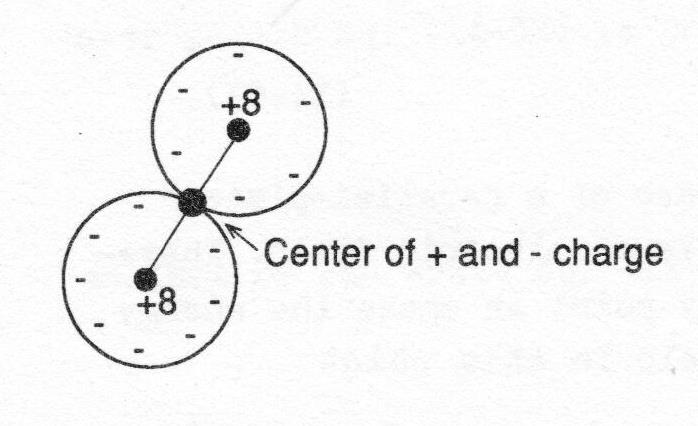 +8
Center of + and - charge
+8